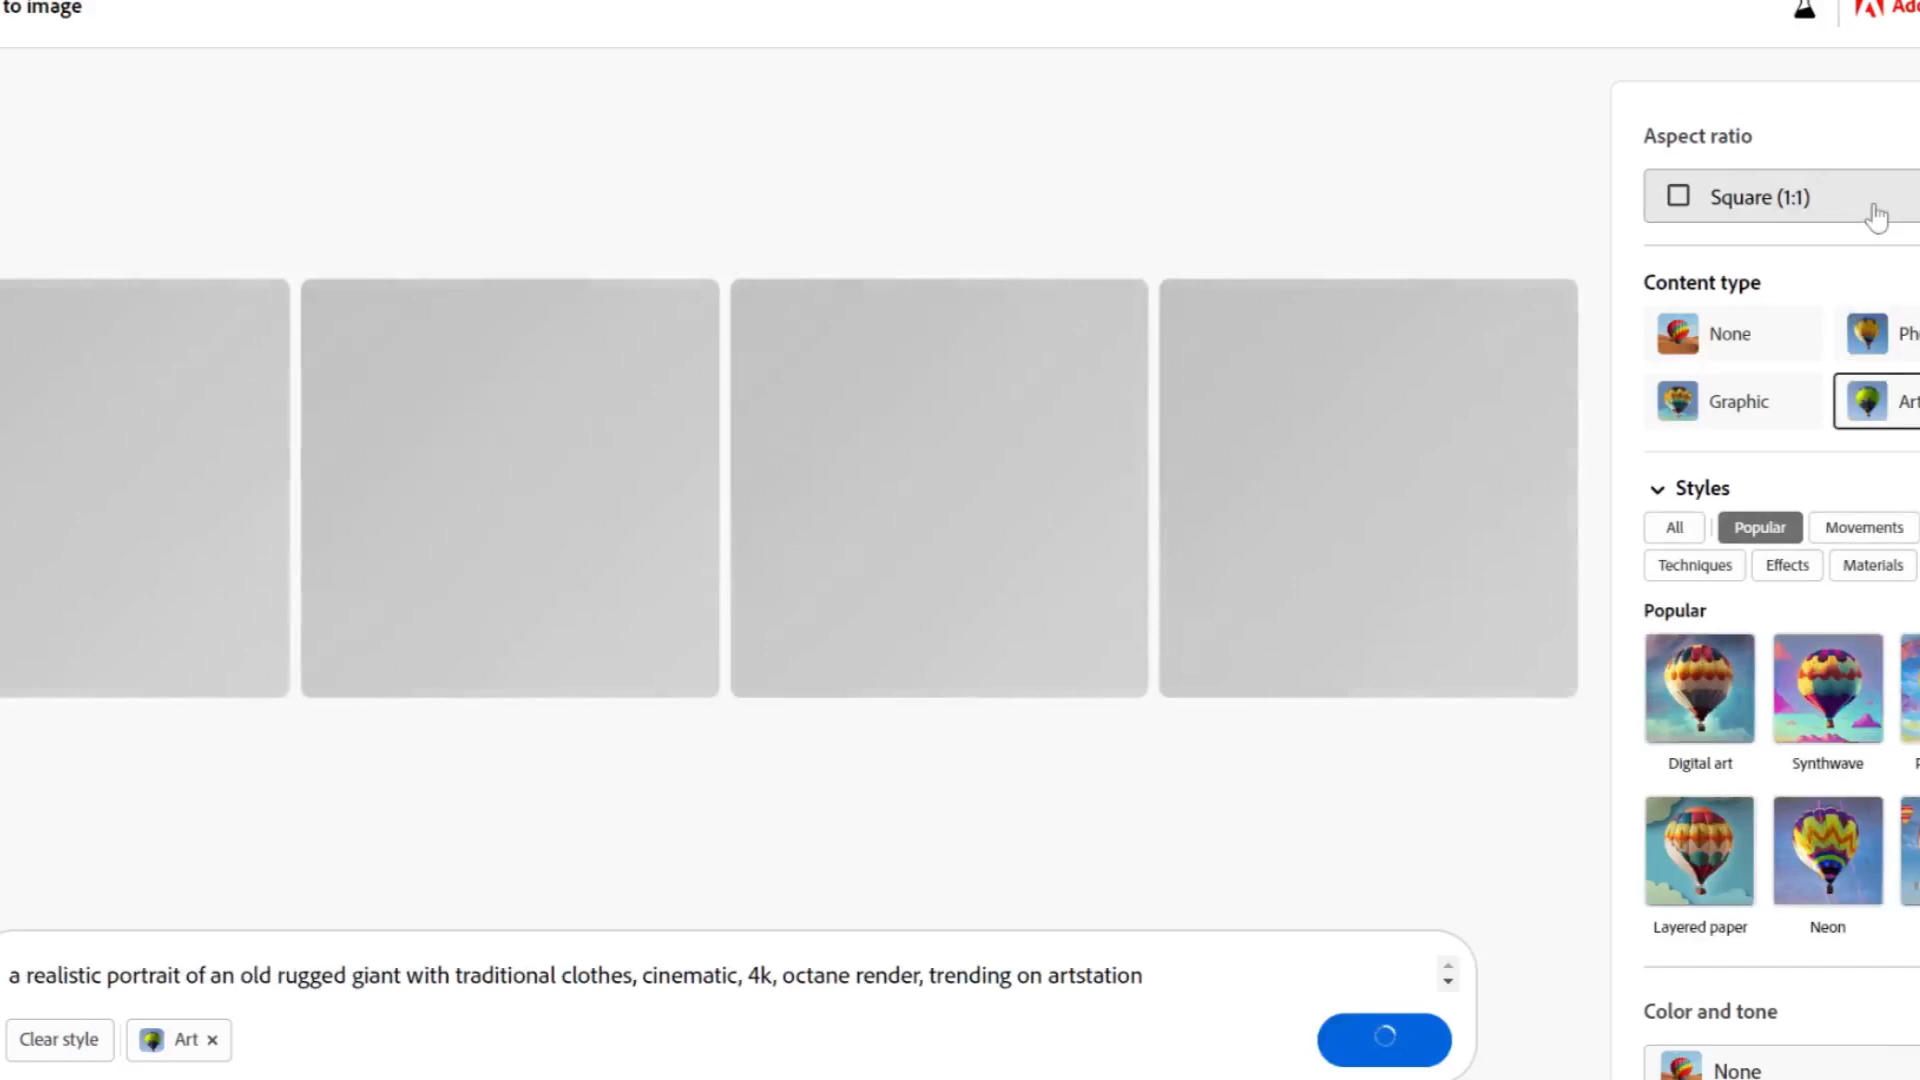 to image
Aspect ratio
Square (1:1)
Content type
None
Graphic
Art
Styles
All
Popular
Movements
Techniques
Effects
Materials
Popular
Digital art
Synthwave
Layered paper
Neon
Color and tone
None
a realistic portrait of an old rugged giant with traditional clothes, cinematic, 4k, octane render, trending on artstation
Clear style
Art